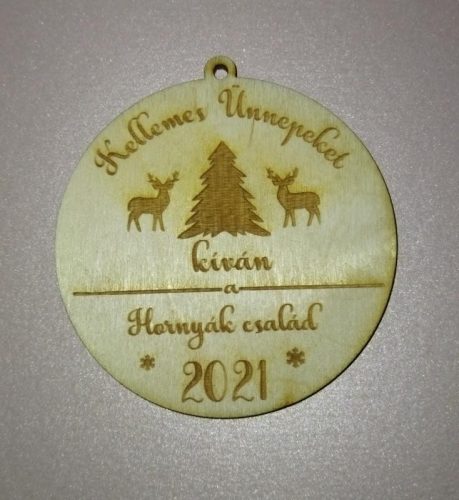 Kellemes Ünnepeket
kíván
a
Hornyák család
2021